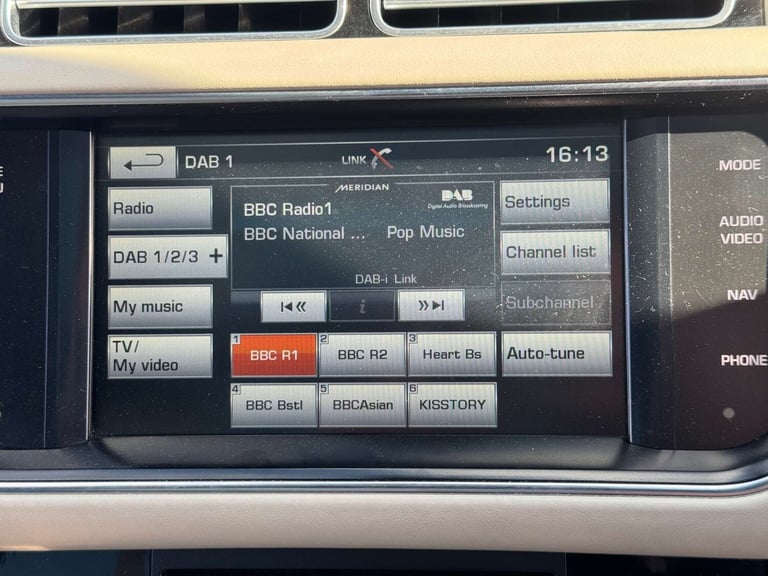 DAB 1
LINK
16:13
MERIDIAN
DAB
Digital Audio Broadcasting
Radio
BBC Radio1
Settings
DAB 1/2/3 +
BBC National ... Pop Music
Channel list
DAB-i Link
My music
i
Subchannel
TV/
My video
1 BBC R1
2 BBC R2
3 Heart Bs
Auto-tune
4 BBC Bstl
5 BBCAsian
6 KISSTORY
MODE
AUDIO
VIDEO
NAV
PHONE